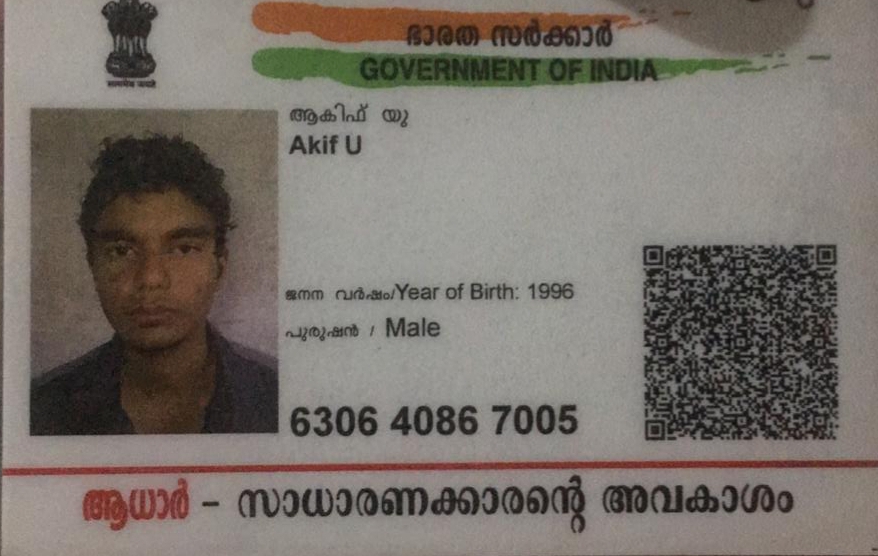 ഭാരത സർക്കാർ
GOVERNMENT OF INDIA
ആകിഫ് യു
Akif U
ജനന വർഷം/Year of Birth: 1996
പുരുഷൻ / Male
6306 4086 7005
ആധാർ - സാധാരണക്കാരന്റെ അവകാശം